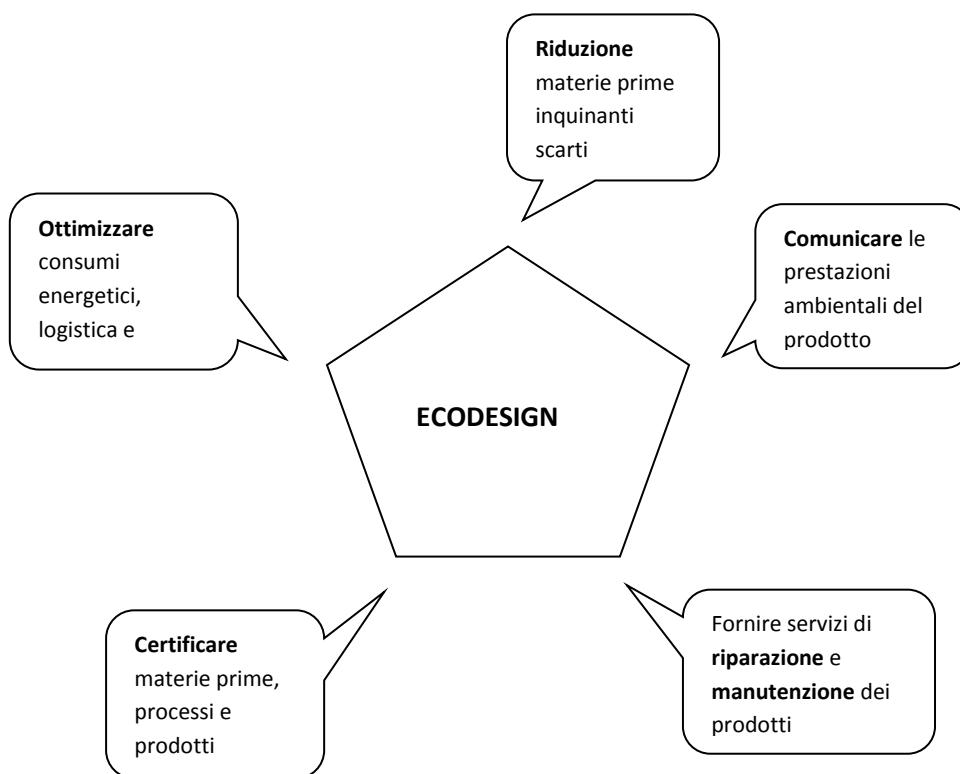 Riduzione
materie prime
inquinanti
scarti
Ottimizzare
consumi
energetici,
logistica e
Comunicare le
prestazioni
ambientali del
prodotto
ECODESIGN
Certificare
materie prime,
processi e
prodotti
Fornire servizi di
riparazione e
manutenzione dei
prodotti